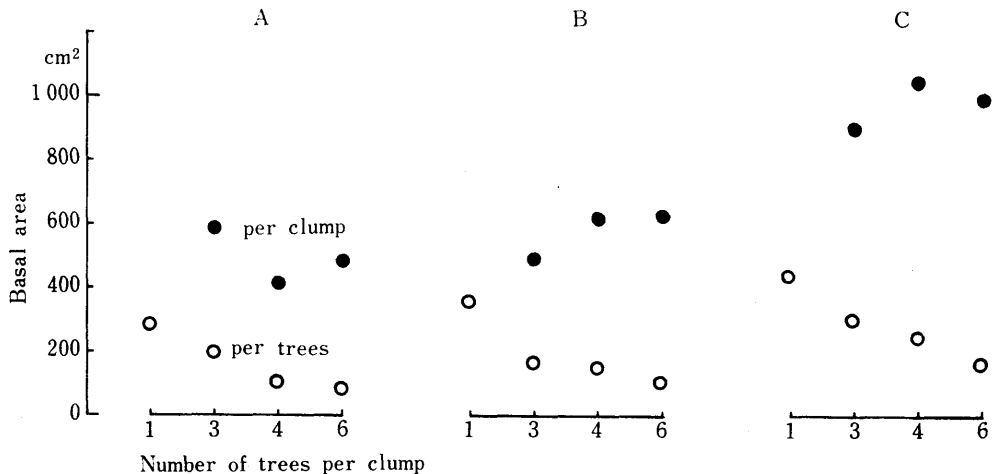 A B C
cm²
1 000
800
600
400
200
0
Basal area
per clump
per trees
1 3 4 6 1 3 4 6 1 3 4 6
Number of trees per clump